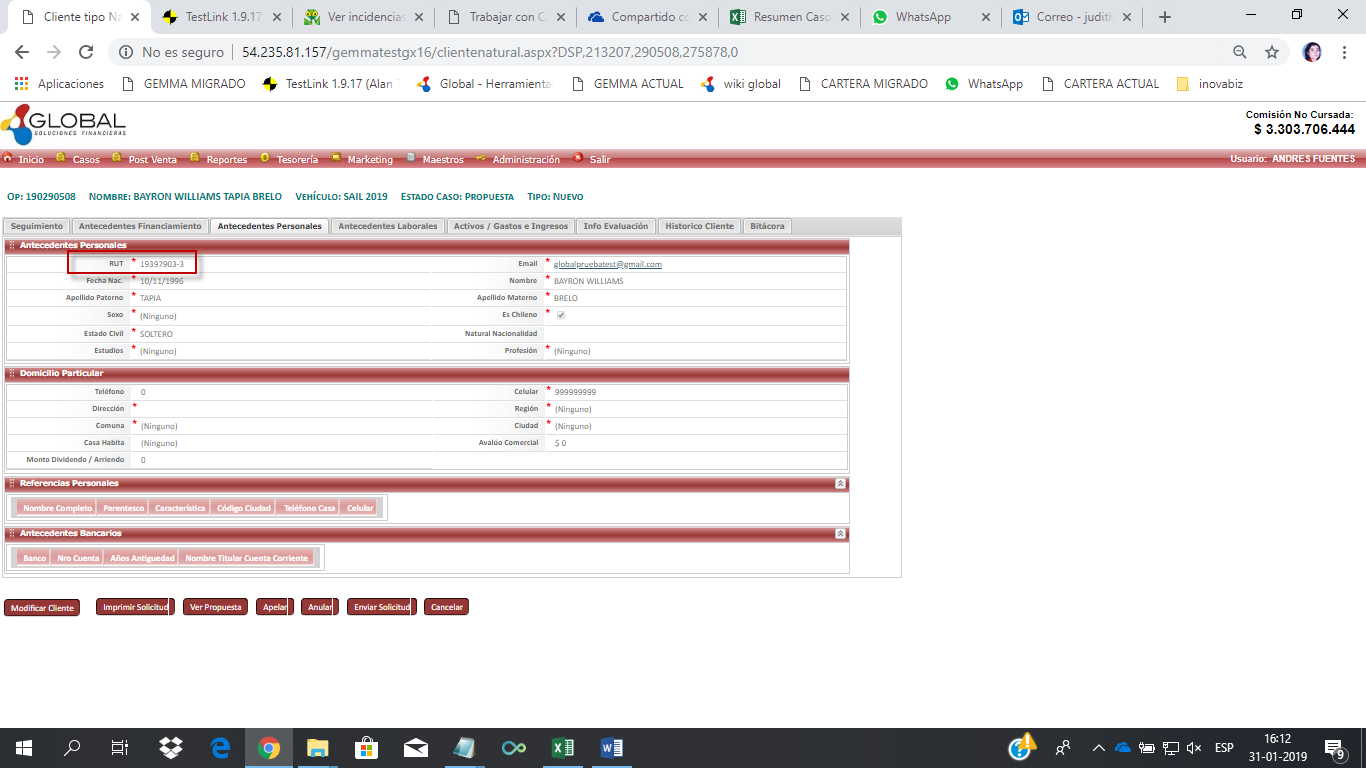 Cliente tipo Na
TestLink 1.9.17
Ver incidencias
Trabajar con Ca
Compartido co
Resumen Caso
WhatsApp
Correo - judith
No es seguro | 54.235.81.157/gemmatestgx16/clientenatural.aspx?DSP,213207,290508,275878,0
Aplicaciones GEMMA MIGRADO TestLink 1.9.17 (Alan Global - Herramienta GEMMA ACTUAL wiki global CARTERA MIGRADO WhatsApp CARTERA ACTUAL inovabiz
GLOBAL
SOLUCIONES FINANCIERAS
Comisión No Cursada:
$ 3.303.706.444
Inicio Casos Post Venta Reportes Tesorería Marketing Maestros Administración Salir Usuario: ANDRES FUENTES
OP: 190290508 NOMBRE: BAYRON WILLIAMS TAPIA BRELO VEHÍCULO: SAIL 2019 ESTADO CASO: PROPUESTA TIPO: NUEVO
Seguimiento Antecedentes Financiamiento Antecedentes Personales Antecedentes Laborales Activos / Gastos e Ingresos Info Evaluación Historico Cliente Bitácora
Antecedentes Personales
RUT * 19397903-3 Email * globalpruebatest@gmail.com
Fecha Nac. * 10/11/1996 Nombre * BAYRON WILLIAMS
Apellido Paterno * TAPIA Apellido Materno * BRELO
Sexo * (Ninguno) Es Chileno *
Estado Civil * SOLTERO Natural Nacionalidad
Estudios * (Ninguno) Profesión * (Ninguno)
Domicilio Particular
Teléfono 0 Celular * 999999999
Dirección * Región * (Ninguno)
Comuna * (Ninguno) Ciudad * (Ninguno)
Casa Habita (Ninguno) Avalúo Comercial $ 0
Monto Dividendo / Arriendo 0
Referencias Personales
Nombre Completo Parentesco Característica Código Ciudad Teléfono Casa Celular
Antecedentes Bancarios
Banco Nro Cuenta Años Antiguedad Nombre Titular Cuenta Corriente
Modificar Cliente Imprimir Solicitud Ver Propuesta Apelar Anular Enviar Solicitud Cancelar
ESP
16:12
31-01-2019
9